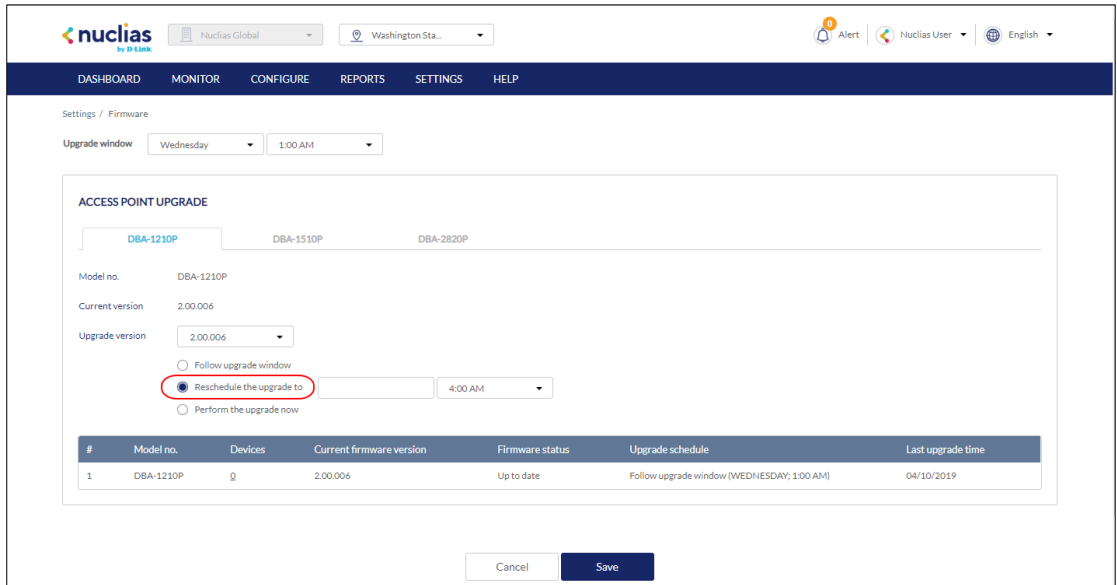 nuclias
by D-Link
Nuclias Global
Washington Sta...
0
Alert
Nuclias User
English
DASHBOARD MONITOR CONFIGURE REPORTS SETTINGS HELP
Settings / Firmware
Upgrade window Wednesday 1:00 AM
ACCESS POINT UPGRADE
DBA-1210P DBA-1510P DBA-2820P
Model no. DBA-1210P
Current version 2.00.006
Upgrade version 2.00.006
Follow upgrade window
Reschedule the upgrade to 4:00 AM
Perform the upgrade now
# Model no. Devices Current firmware version Firmware status Upgrade schedule Last upgrade time
1 DBA-1210P 0 2.00.006 Up to date Follow upgrade window (WEDNESDAY; 1:00 AM) 04/10/2019
Cancel Save